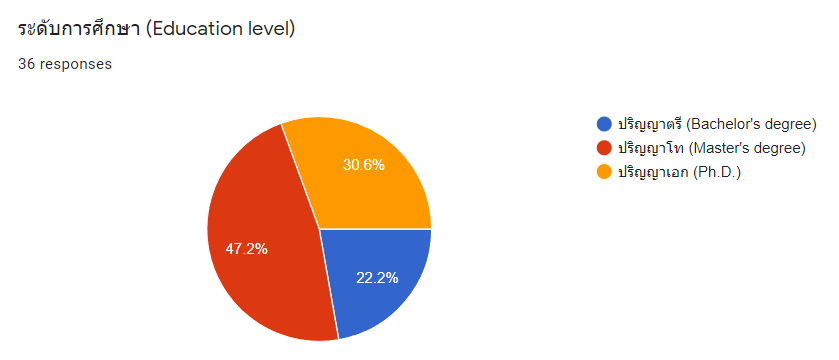 ระดับการศึกษา (Education level)
36 responses
ปริญญาตรี (Bachelor's degree)
ปริญญาโท (Master's degree)
ปริญญาเอก (Ph.D.)
30.6%
47.2%
22.2%